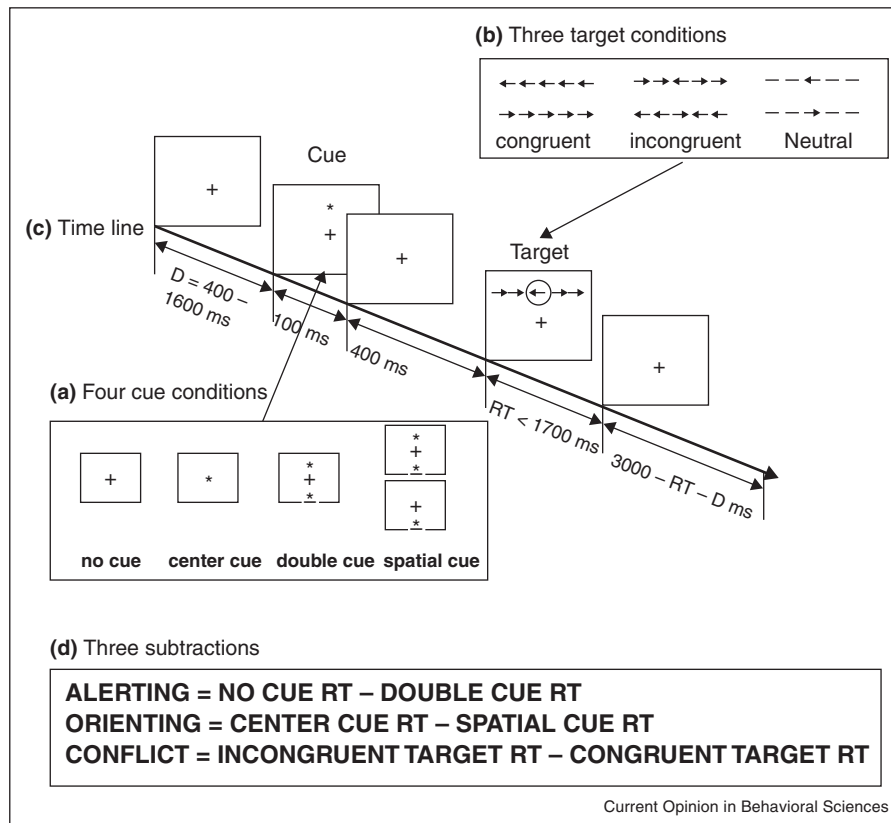 (b) Three target conditions
congruent incongruent Neutral
Cue
+
*
+
+
(c) Time line
Target
+
+
D = 400 –
1600 ms
100 ms
400 ms
RT < 1700 ms
3000 – RT – D ms
(a) Four cue conditions
+ * * + * * + *
+ *
no cue center cue double cue spatial cue
(d) Three subtractions
ALERTING = NO CUE RT – DOUBLE CUE RT
ORIENTING = CENTER CUE RT – SPATIAL CUE RT
CONFLICT = INCONGRUENT TARGET RT – CONGRUENT TARGET RT
Current Opinion in Behavioral Sciences